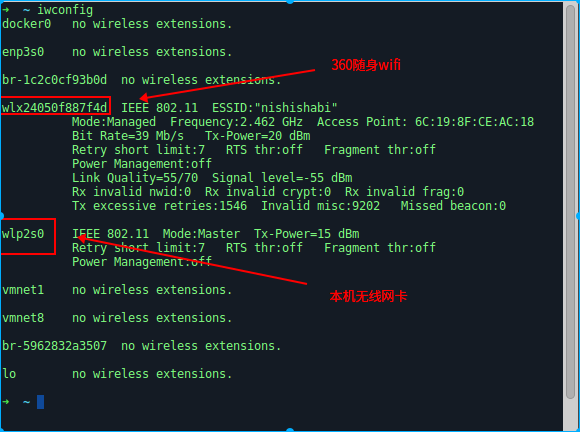 → ~ iwconfig
docker0 no wireless extensions.
enp3s0 no wireless extensions.
br-1c2c0cf93b0d no wireless extensions.
360随身wifi
wlx24050f887f4d IEEE 802.11 ESSID:"nishishabi"
Mode:Managed Frequency:2.462 GHz Access Point: 6C:19:8F:CE:AC:18
Bit Rate=39 Mb/s Tx-Power=20 dBm
Retry short limit:7 RTS thr:off Fragment thr:off
Power Management:off
Link Quality=55/70 Signal level=-55 dBm
Rx invalid nwid:0 Rx invalid crypt:0 Rx invalid frag:0
Tx excessive retries:1546 Invalid misc:9202 Missed beacon:0
wlp2s0 IEEE 802.11 Mode:Master Tx-Power=15 dBm
Retry short limit:7 RTS thr:off Fragment thr:off
Power Management:off
vmnet1 no wireless extensions.
本机无线网卡
vmnet8 no wireless extensions.
br-5962832a3507 no wireless extensions.
lo no wireless extensions.
→ ~